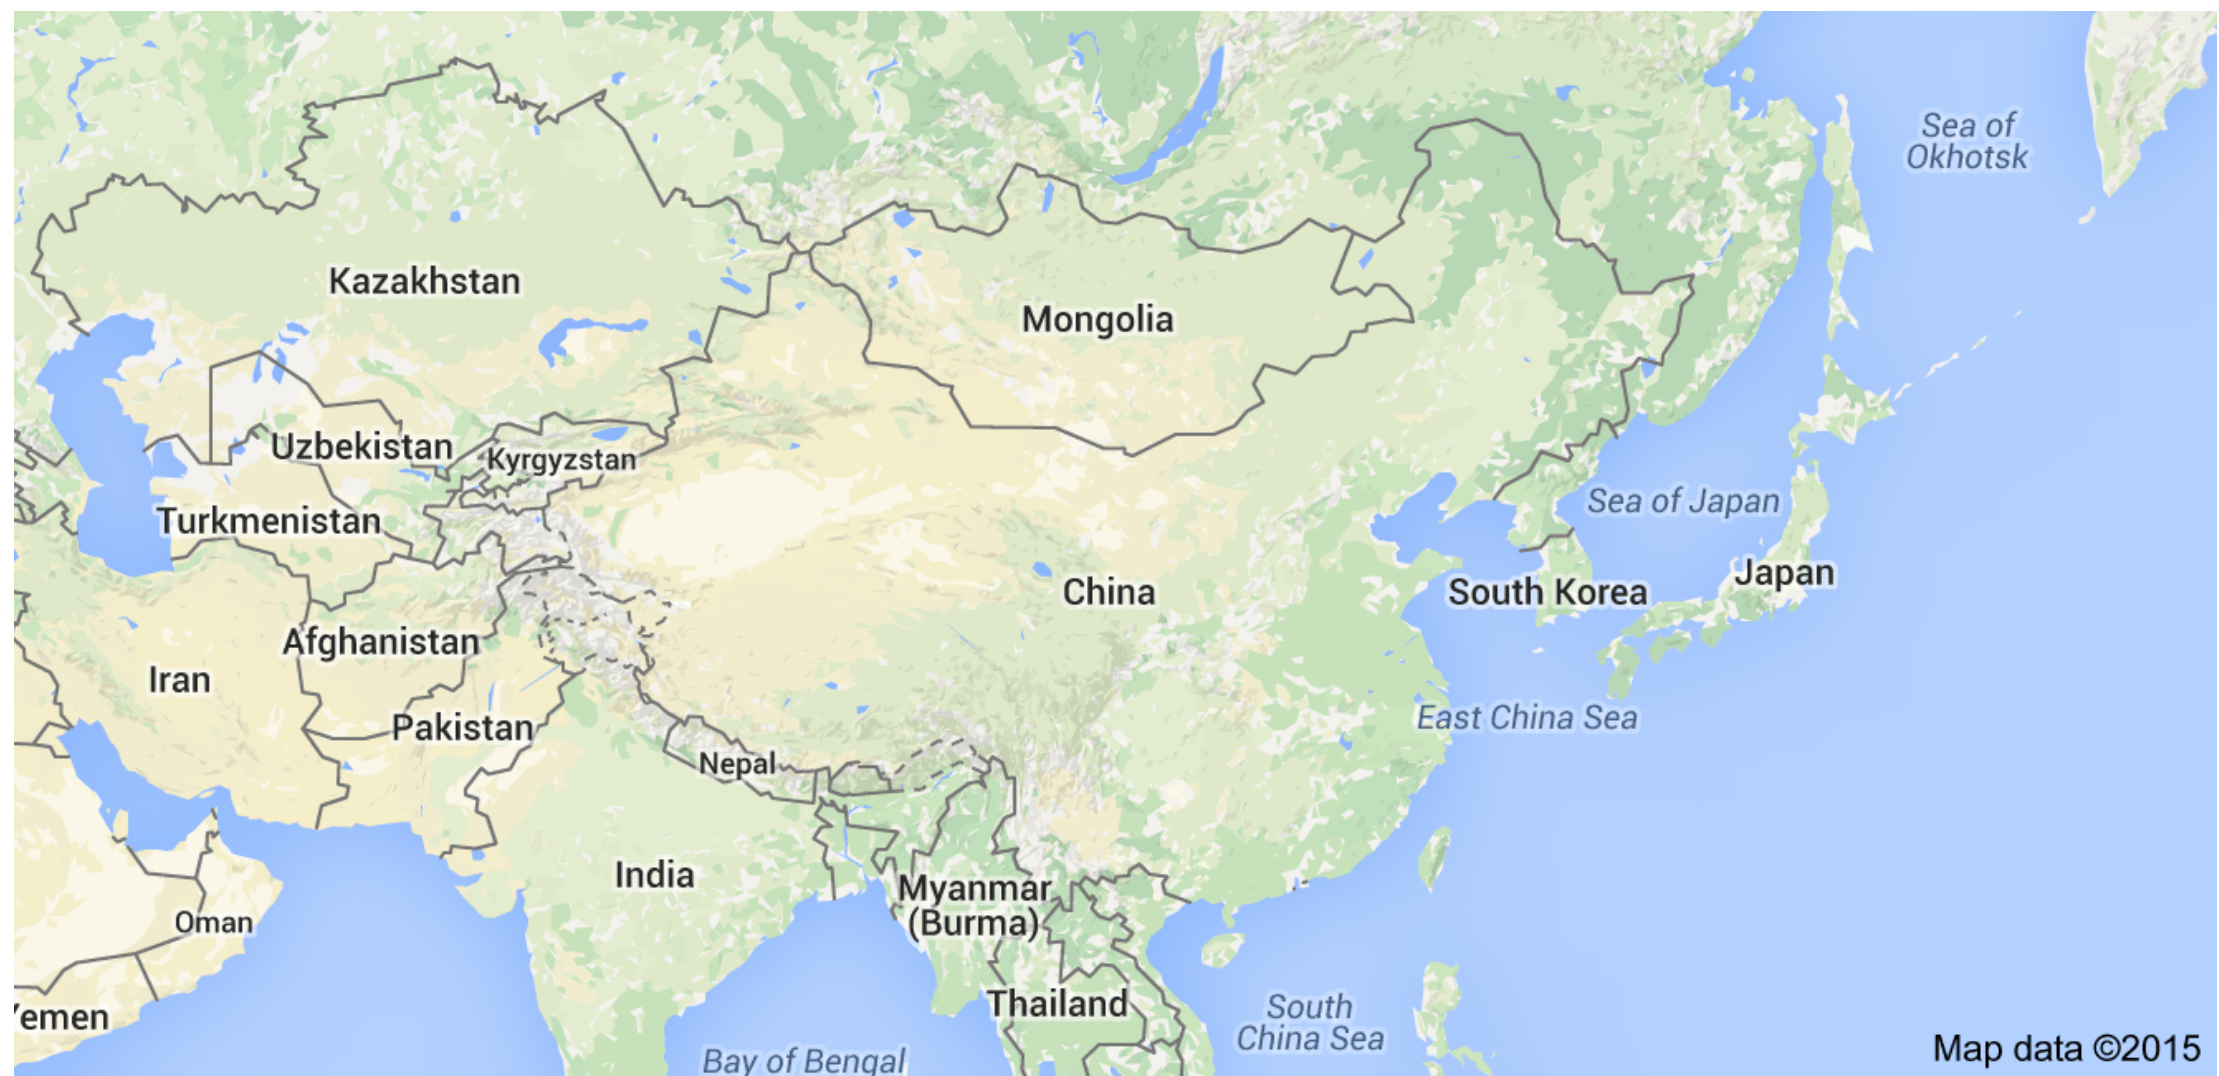 Sea of
Okhotsk
Kazakhstan
Mongolia
Uzbekistan
Kyrgyzstan
Sea of Japan
Turkmenistan
Japan
China
South Korea
Afghanistan
Iran
East China Sea
Pakistan
Nepal
India
Myanmar
(Burma)
Oman
Thailand
South
China Sea
Yemen
Map data ©2015
Bay of Bengal